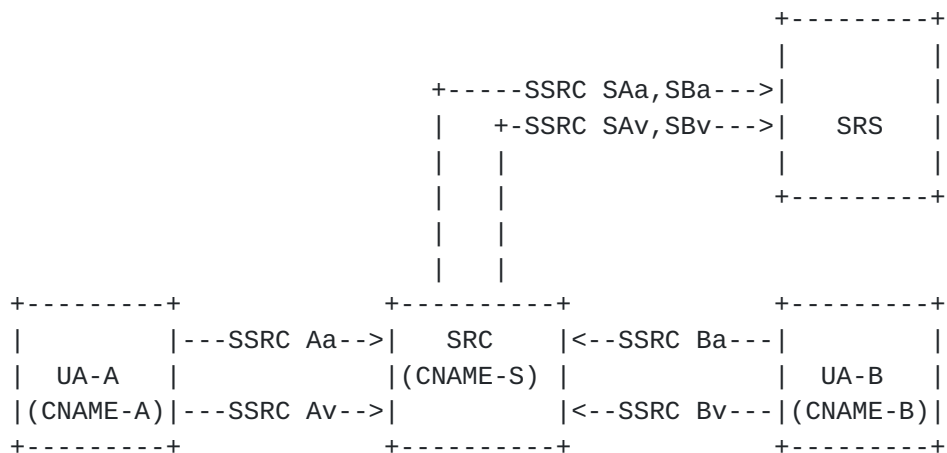 SSRC SAa,SBa
SSRC SAv,SBv SRS
SSRC Aa SRC SSRC Ba
UA-A (CNAME-S) UA-B
(CNAME-A) SSRC Av SSRC Bv (CNAME-B)